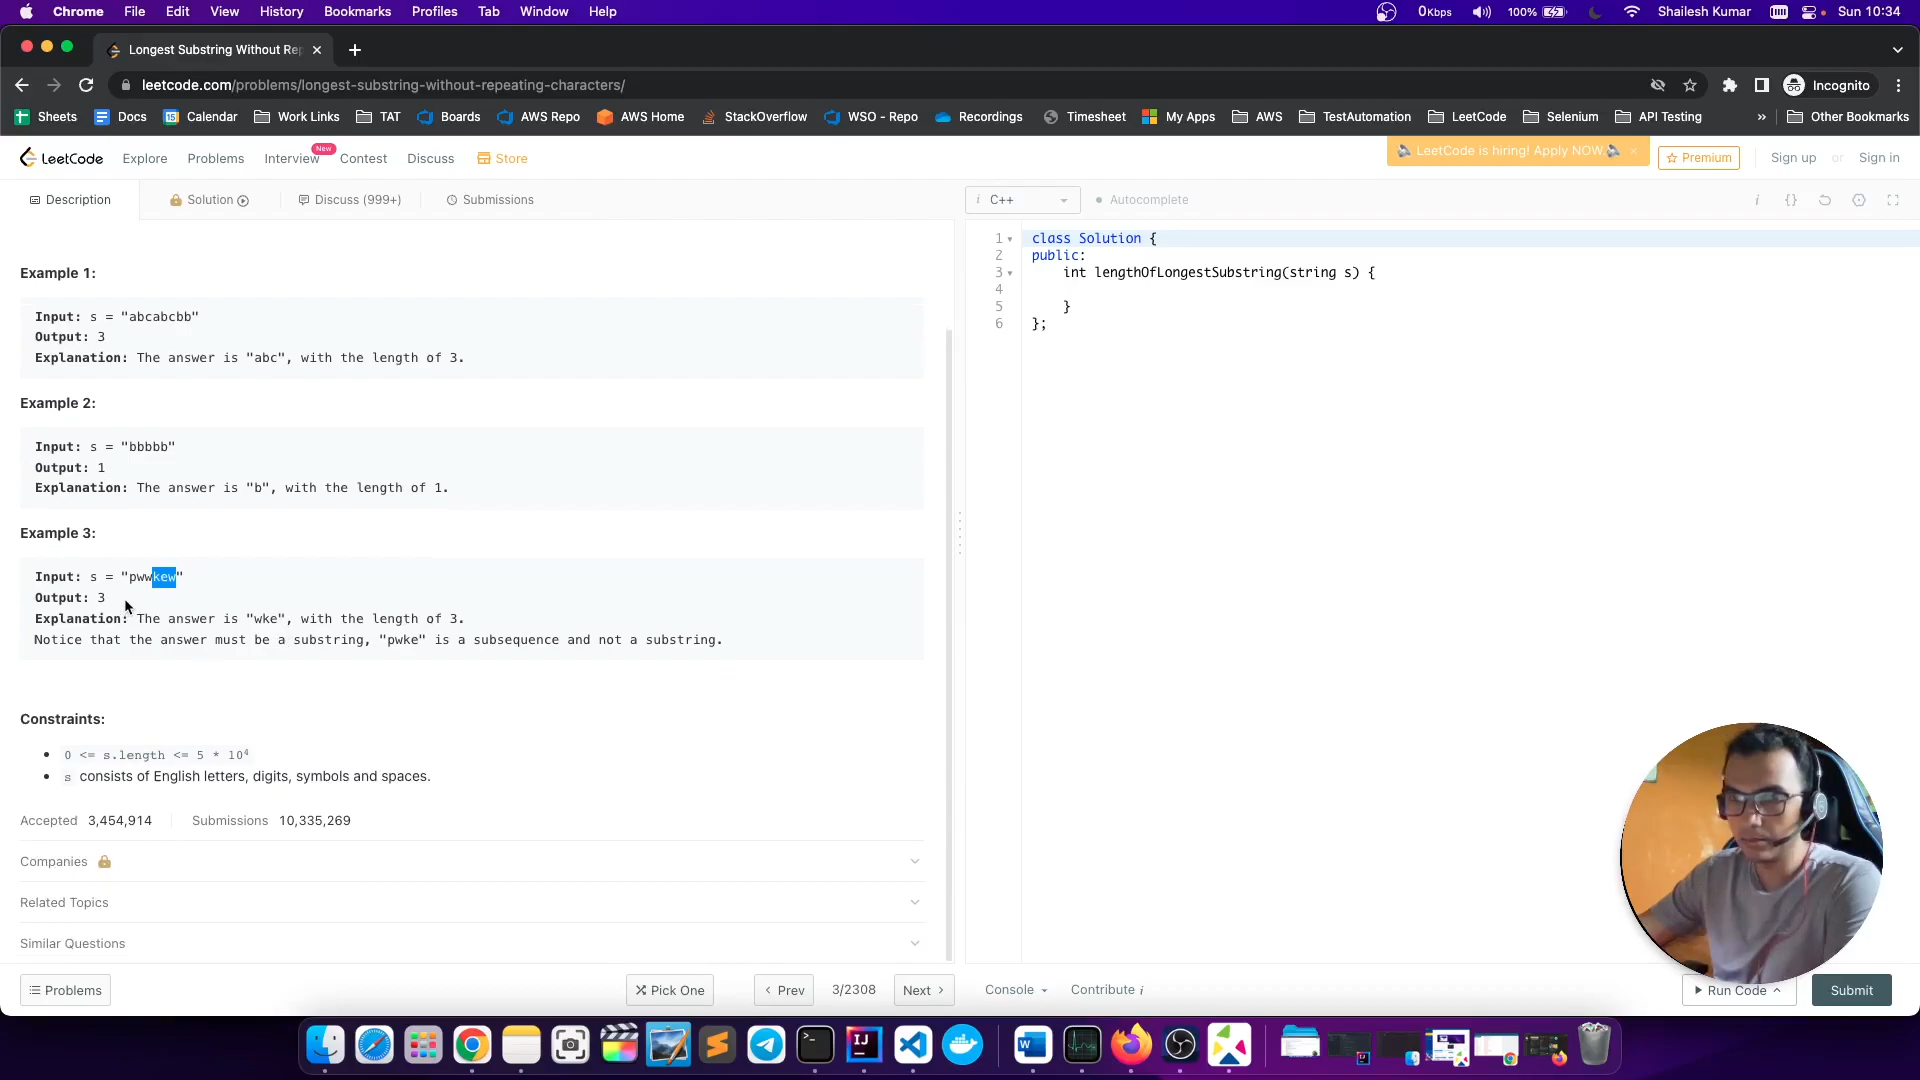 Chrome File Edit View History Bookmarks Profiles Tab Window Help 0Kbps 100% Shailesh Kumar Sun 10:34
Longest Substring Without Rep
leetcode.com/problems/longest-substring-without-repeating-characters/ Incognito
Sheets Docs Calendar Work Links TAT Boards AWS Repo AWS Home StackOverflow WSO - Repo Recordings Timesheet My Apps AWS TestAutomation LeetCode Selenium API Testing » Other Bookmarks
LeetCode Explore Problems Interview New Contest Discuss Store LeetCode is hiring! Apply NOW. Premium Sign up or Sign in
Description Solution Discuss (999+) Submissions i C++ Autocomplete
Example 1:
Input: s = "abcabcbb"
Output: 3
Explanation: The answer is "abc", with the length of 3.
Example 2:
Input: s = "bbbbb"
Output: 1
Explanation: The answer is "b", with the length of 1.
Example 3:
Input: s = "pwwkew"
Output: 3
Explanation: The answer is "wke", with the length of 3.
Notice that the answer must be a substring, "pwke" is a subsequence and not a substring.
Constraints:
0 <= s.length <= 5 * 10⁴
s consists of English letters, digits, symbols and spaces.
Accepted 3,454,914 Submissions 10,335,269
Companies
Related Topics
Similar Questions
1 class Solution {
2 public:
3 int lengthOfLongestSubstring(string s) {
4
5 }
6 };
Problems Pick One Prev 3/2308 Next Console Contribute i Run Code Submit